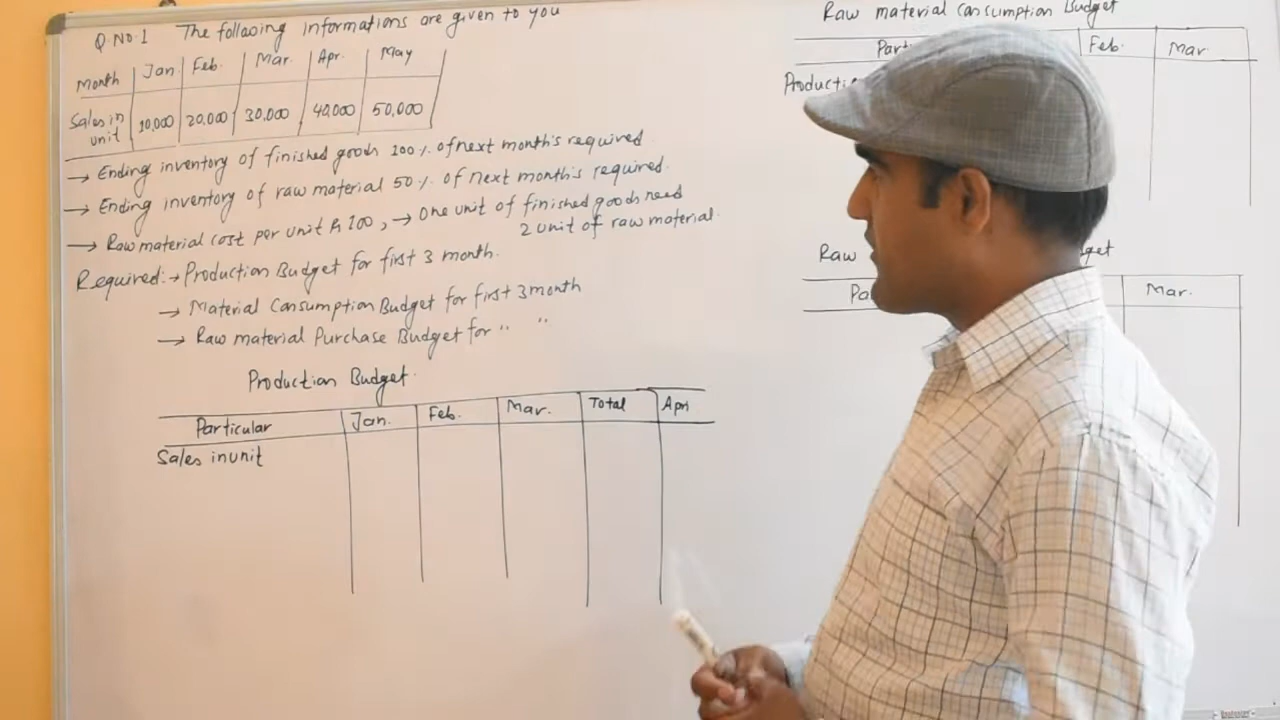 Q.No.1 The following informations are given to you
Month Jan Feb. Mar. Apr. May
Sales in unit 10,000 20,000 30,000 40,000 50,000
→ Ending inventory of finished goods 100% of next month's required
→ Ending inventory of raw material 50% of next month's required.
→ Raw material cost per unit Rs 100, → One unit of finished goods need
2 unit of raw material.
Required:→ Production Budget for first 3 month.
→ Material Consumption Budget for first 3 month
→ Raw material Purchase Budget for " "
Production Budget.
Particular Jan. Feb. Mar. Total Apri
Sales in unit
Raw material Consumption Budget
Part Feb. Mar
Producti
Raw get
Pa Mar.